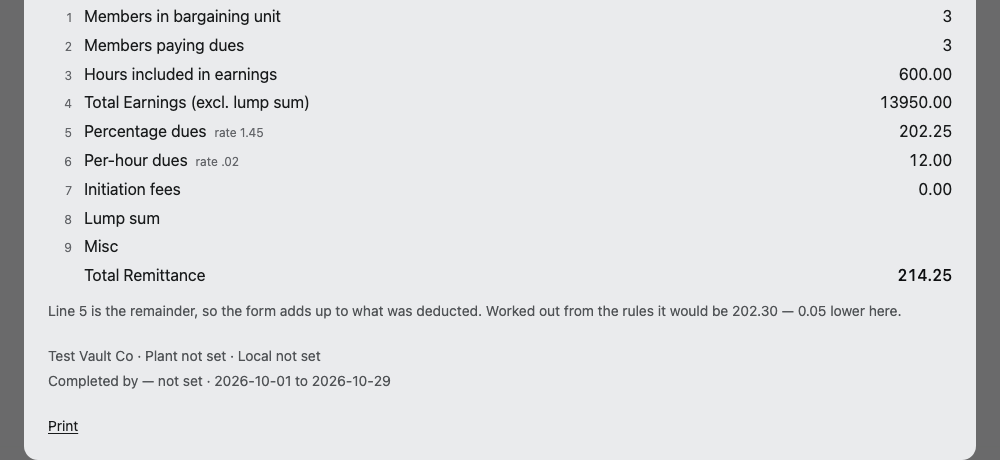 1 Members in bargaining unit 3
2 Members paying dues 3
3 Hours included in earnings 600.00
4 Total Earnings (excl. lump sum) 13950.00
5 Percentage dues rate 1.45 202.25
6 Per-hour dues rate .02 12.00
7 Initiation fees 0.00
8 Lump sum
9 Misc
Total Remittance 214.25
Line 5 is the remainder, so the form adds up to what was deducted. Worked out from the rules it would be 202.30 — 0.05 lower here.
Test Vault Co · Plant not set · Local not set
Completed by — not set · 2026-10-01 to 2026-10-29
Print